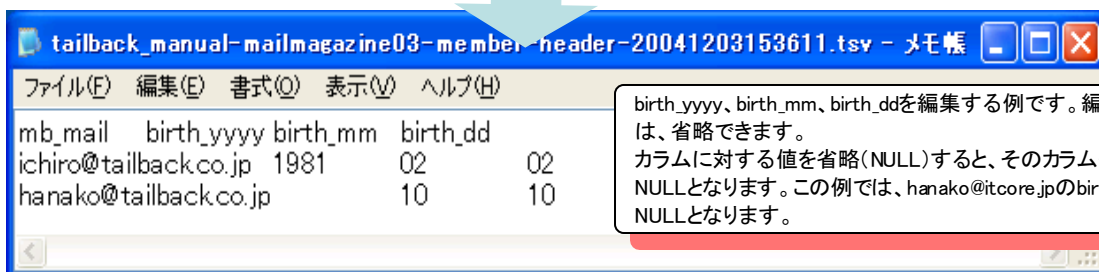 tailback_manual-mailmagazine03-member-header-20041203153611.tsv - メモ帳
ファイル(F) 編集(E) 書式(O) 表示(V) ヘルプ(H)
mb_mail birth_yyyy birth_mm birth_dd
ichiro@tailback.co.jp 1981 02 02
hanako@tailback.co.jp 10 10
birth_yyyy、birth_mm、birth_ddを編集する例です。編
は、省略できます。
カラムに対する値を省略(NULL)すると、そのカラム
NULLとなります。この例では、hanako@itcore.jpのbir
NULLとなります。